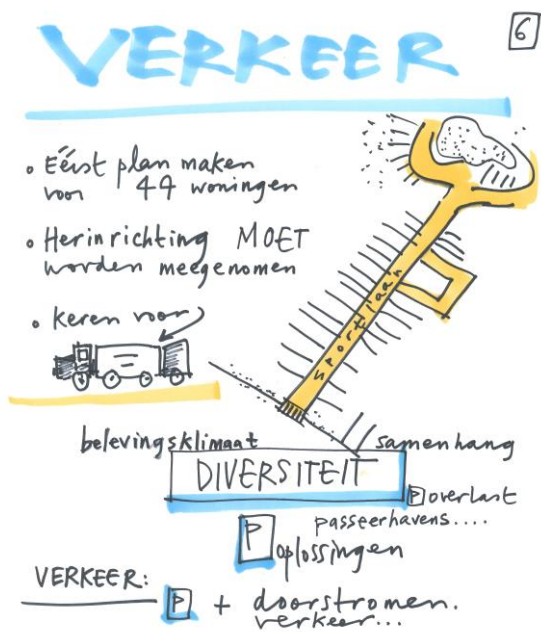 VERKEER
6
• Éérst plan maken
voor 44 woningen
• Herinrichting MOET
worden meegenomen
• keren voor
Sportlaan
belevingsklimaat
samenhang
DIVERSITEIT
P overlast
passeerhavens....
P oplossingen
VERKEER:
P + doorstromen.
verkeer...